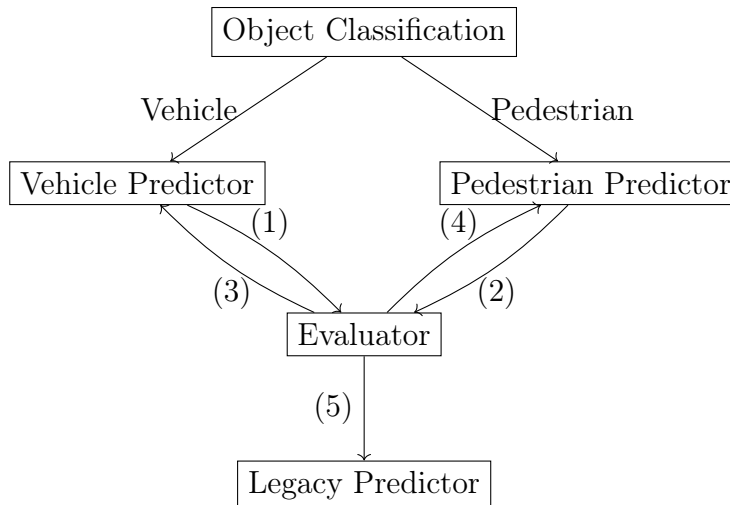 Object Classification
Vehicle
Pedestrian
Vehicle Predictor
Pedestrian Predictor
(1)
(4)
(3)
(2)
Evaluator
(5)
Legacy Predictor